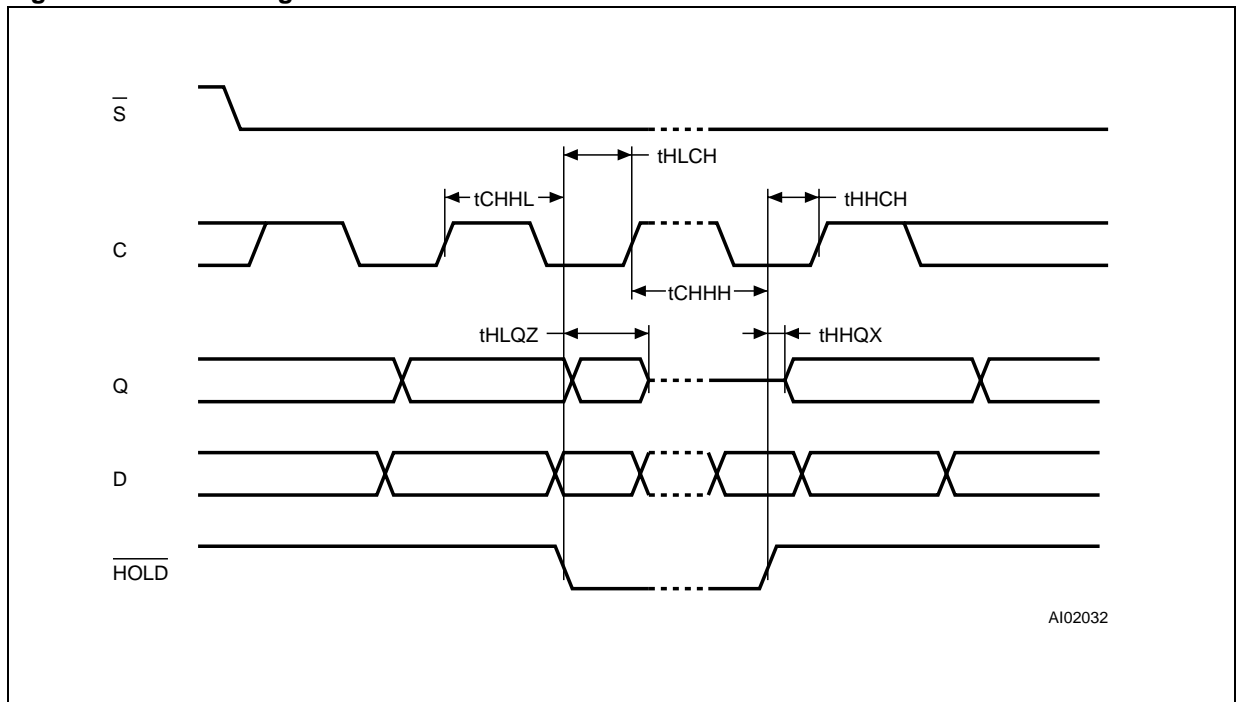 S
tHLCH
tCHHL
tHHCH
C
tCHHH
tHLQZ
tHHQX
Q
D
HOLD
AI02032